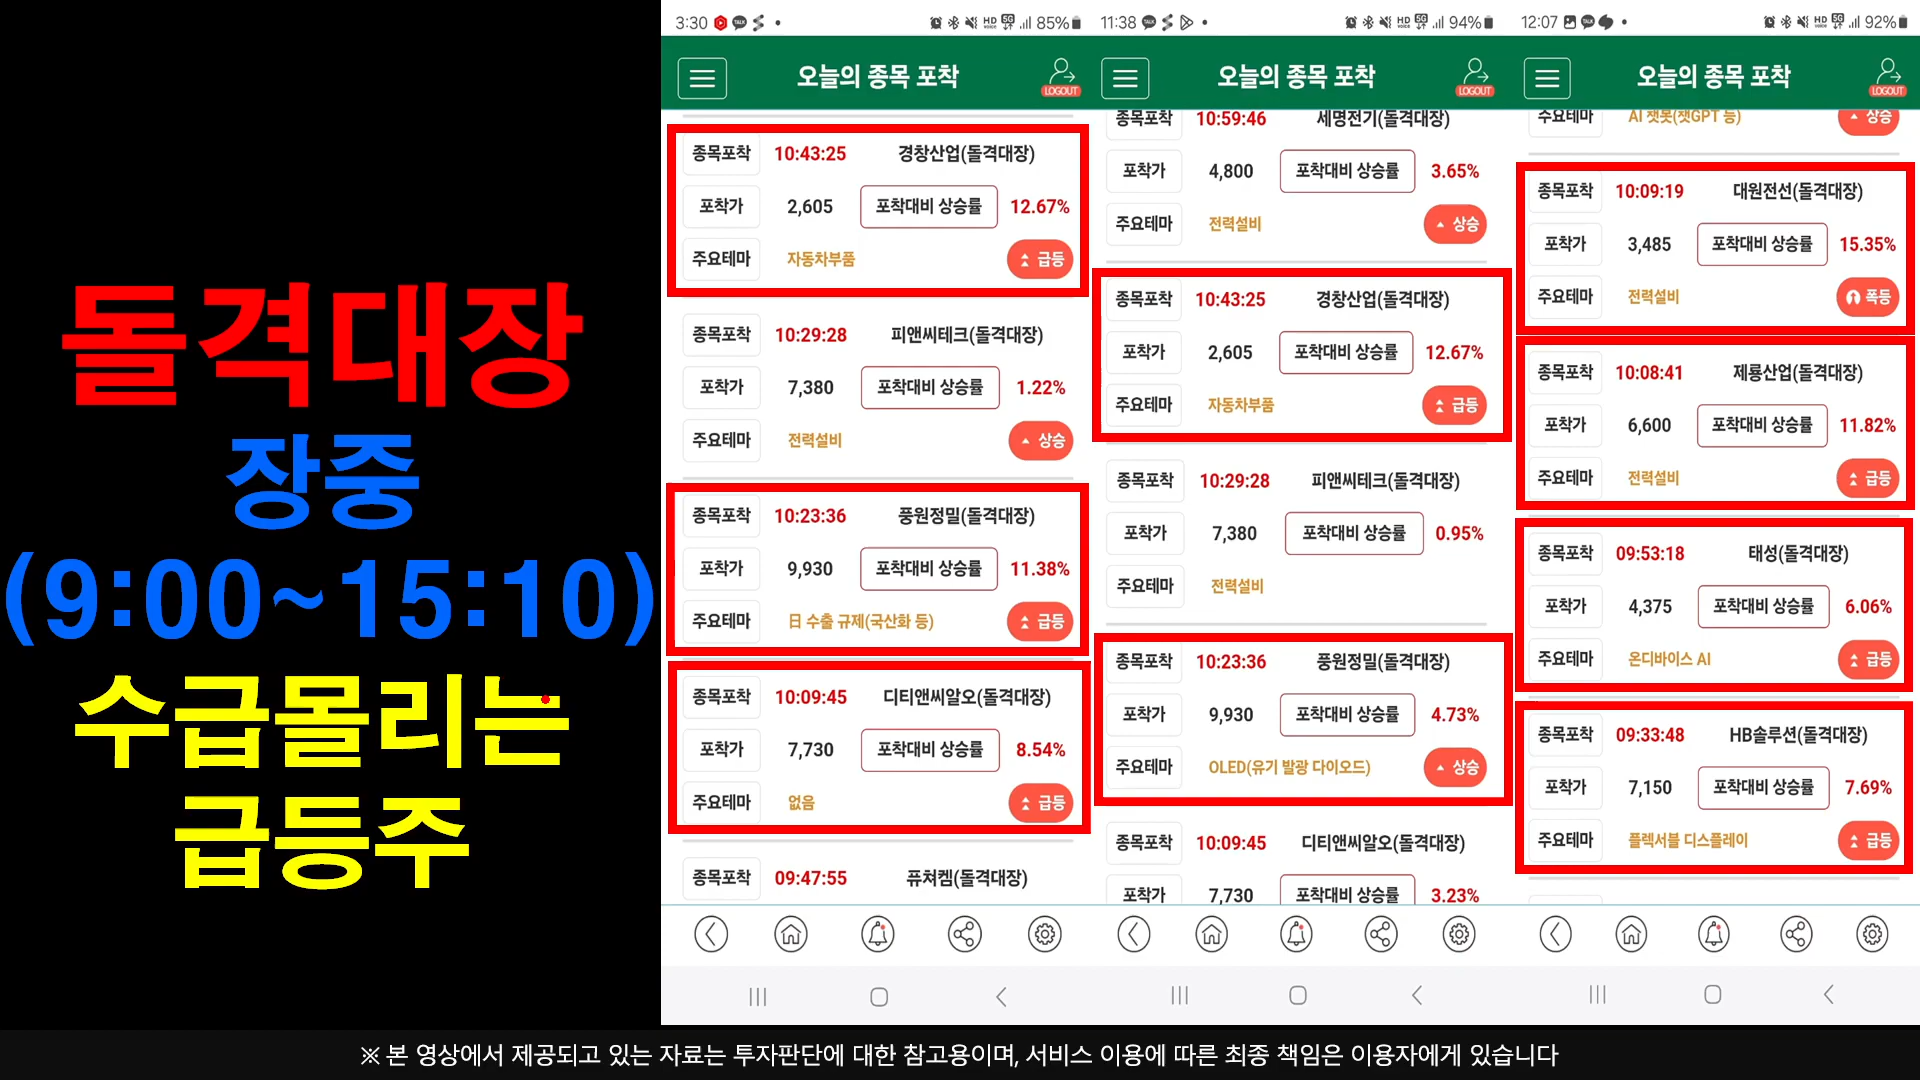 돌격대장
장중
(9:00~15:10)
수급몰리는
급등주
3:30
85%
오늘의 종목 포착
LOGOUT
종목포착 10:43:25 경창산업(돌격대장)
포착가 2,605 포착대비 상승률 12.67%
주요테마 자동차부품 급등
종목포착 10:29:28 피앤씨테크(돌격대장)
포착가 7,380 포착대비 상승률 1.22%
주요테마 전력설비 상승
종목포착 10:23:36 풍원정밀(돌격대장)
포착가 9,930 포착대비 상승률 11.38%
주요테마 日 수출 규제(국산화 등) 급등
종목포착 10:09:45 디티앤씨알오(돌격대장)
포착가 7,730 포착대비 상승률 8.54%
주요테마 없음 급등
종목포착 09:47:55 퓨쳐켐(돌격대장)
11:38
94%
오늘의 종목 포착
LOGOUT
종목포착 10:59:46 세명전기(돌격대장)
포착가 4,800 포착대비 상승률 3.65%
주요테마 전력설비 상승
종목포착 10:43:25 경창산업(돌격대장)
포착가 2,605 포착대비 상승률 12.67%
주요테마 자동차부품 급등
종목포착 10:29:28 피앤씨테크(돌격대장)
포착가 7,380 포착대비 상승률 0.95%
주요테마 전력설비
종목포착 10:23:36 풍원정밀(돌격대장)
포착가 9,930 포착대비 상승률 4.73%
주요테마 OLED(유기 발광 다이오드) 상승
종목포착 10:09:45 디티앤씨알오(돌격대장)
포착가 7,730 포착대비 상승률 3.23%
12:07
92%
오늘의 종목 포착
LOGOUT
주요테마 AI 챗봇(챗GPT 등) 상승
종목포착 10:09:19 대원전선(돌격대장)
포착가 3,485 포착대비 상승률 15.35%
주요테마 전력설비 폭등
종목포착 10:08:41 제룡산업(돌격대장)
포착가 6,600 포착대비 상승률 11.82%
주요테마 전력설비 급등
종목포착 09:53:18 태성(돌격대장)
포착가 4,375 포착대비 상승률 6.06%
주요테마 온디바이스 AI 급등
종목포착 09:33:48 HB솔루션(돌격대장)
포착가 7,150 포착대비 상승률 7.69%
주요테마 플렉서블 디스플레이 급등
※ 본 영상에서 제공되고 있는 자료는 투자판단에 대한 참고용이며, 서비스 이용에 따른 최종 책임은 이용자에게 있습니다